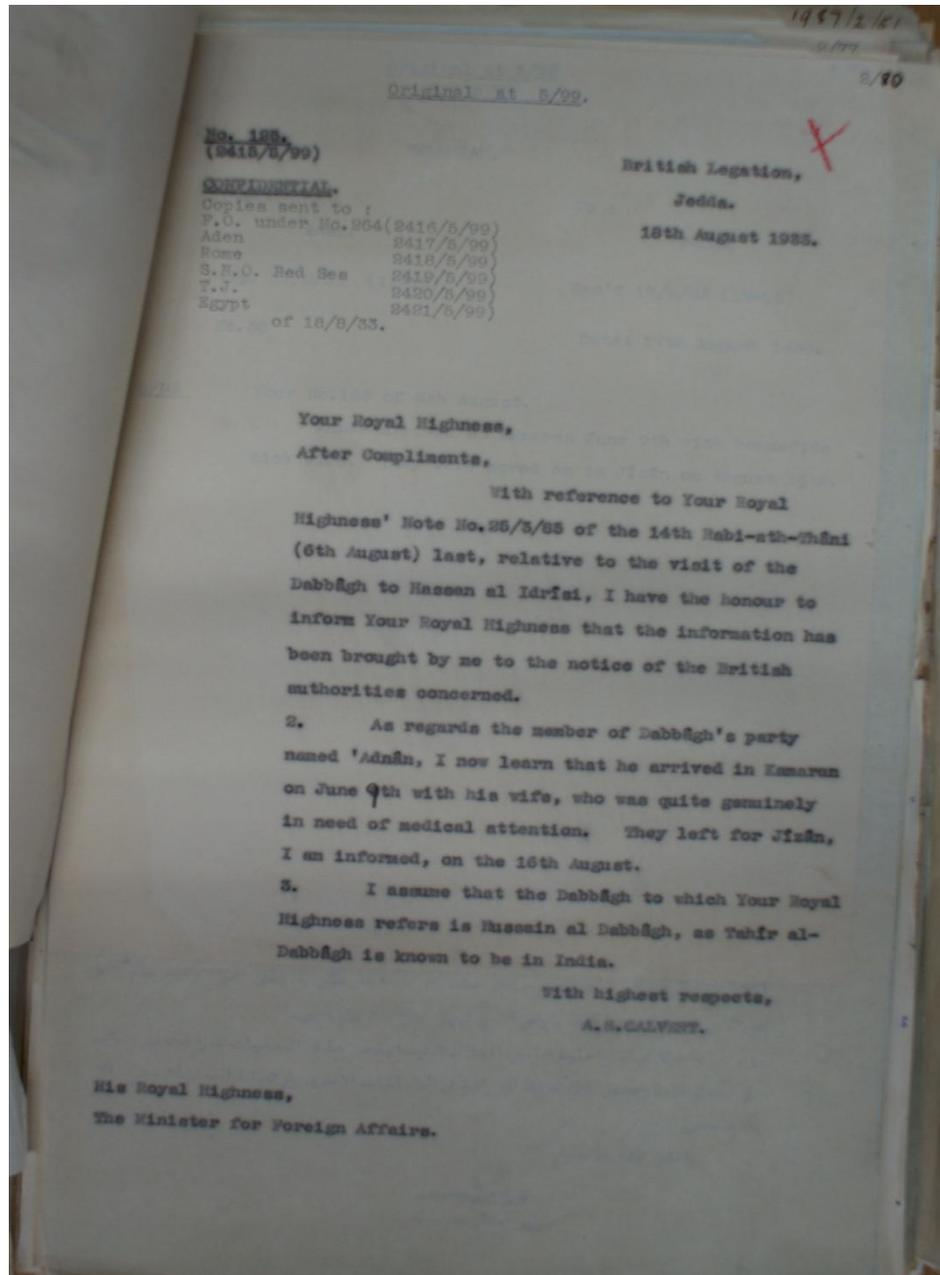 1987/2/51
2/77
2/80
Original at 5/99.
No. 125.
(2415/5/99)
British Legation,
Jedda.
18th August 1933.
CONFIDENTIAL.
Copies sent to :
F.O. under No.264(2416/5/99)
Aden 2417/5/99)
Rome 2418/5/99)
S.N.O. Red Sea 2419/5/99)
T.J. 2420/5/99)
Egypt 2421/5/99)
of 18/8/33.
Your Royal Highness,
After Compliments,
With reference to Your Royal
Highness' Note No.25/3/85 of the 14th Rabi-ath-Thâni
(6th August) last, relative to the visit of the
Dabbâgh to Hassan al Idrîsi, I have the honour to
inform Your Royal Highness that the information has
been brought by me to the notice of the British
authorities concerned.
2. As regards the member of Dabbâgh's party
named 'Adnân, I now learn that he arrived in Kamaran
on June 9th with his wife, who was quite genuinely
in need of medical attention. They left for Jîzân,
I am informed, on the 16th August.
3. I assume that the Dabbâgh to which Your Royal
Highness refers is Hussein al Dabbâgh, as Tahîr al-
Dabbâgh is known to be in India.
With highest respects,
A.S.CALVERT.
His Royal Highness,
The Minister for Foreign Affairs.